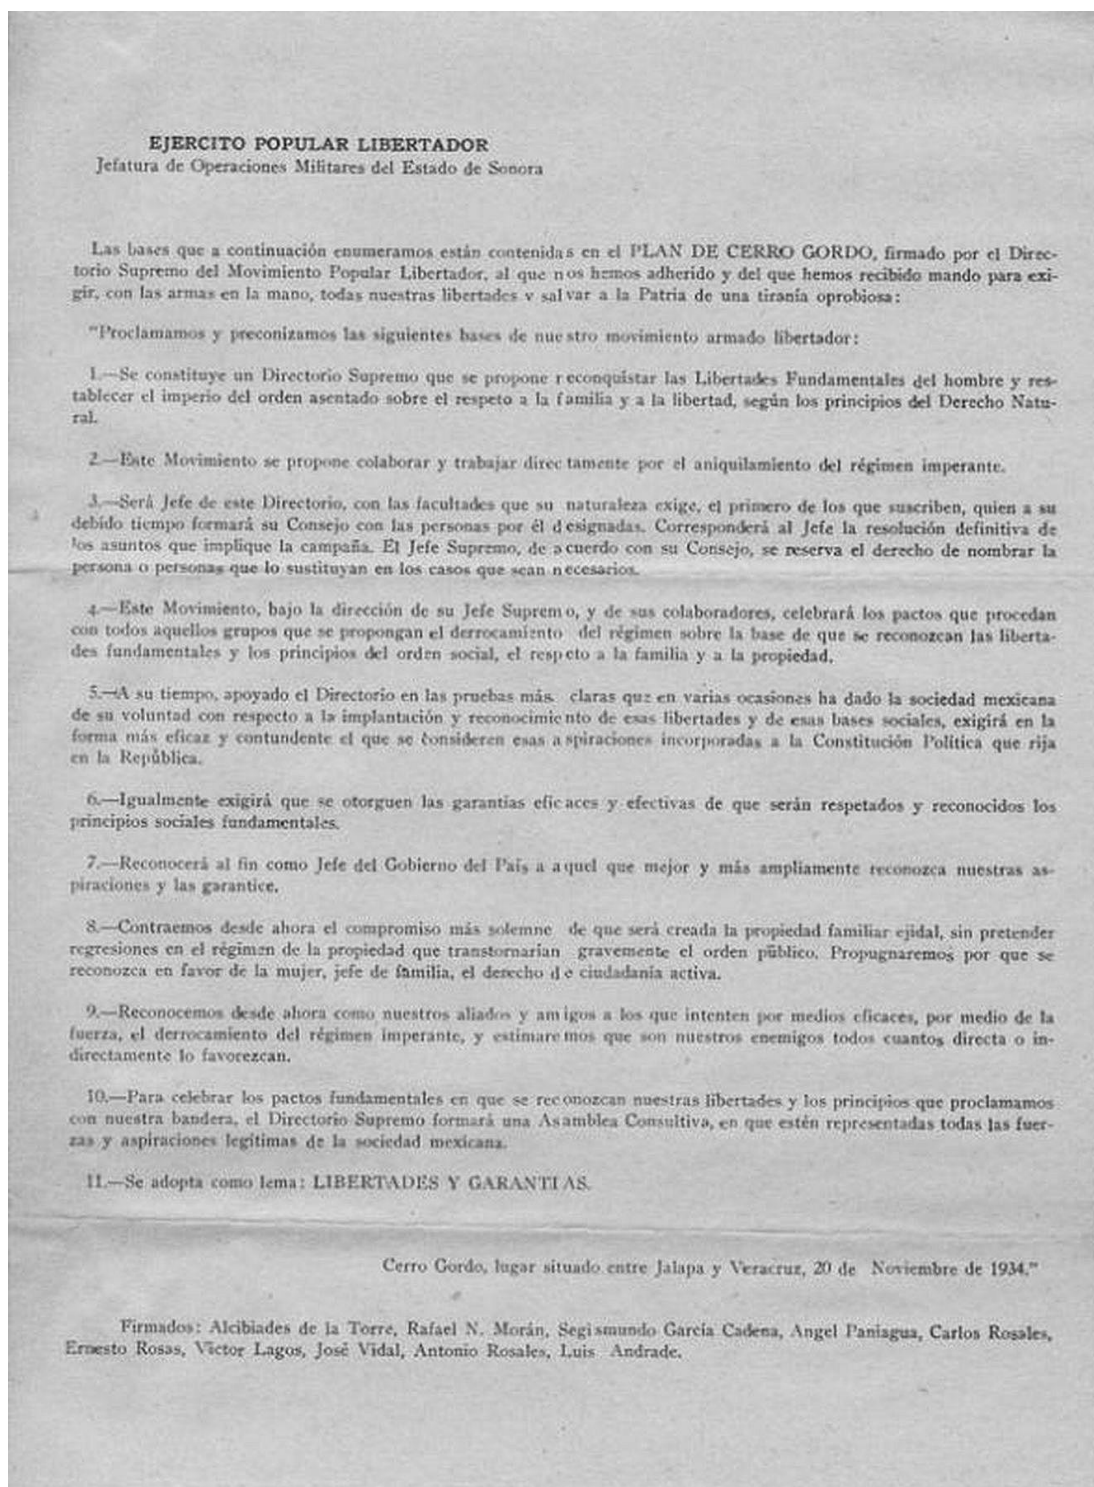 EJERCITO POPULAR LIBERTADOR
Jefatura de Operaciones Militares del Estado de Sonora
Las bases que a continuación enumeramos están contenidas en el PLAN DE CERRO GORDO, firmado por el Direc-
torio Supremo del Movimiento Popular Libertador, al que nos hemos adherido y del que hemos recibido mando para exi-
gir, con las armas en la mano, todas nuestras libertades y salvar a la Patria de una tiranía oprobiosa:
"Proclamamos y preconizamos las siguientes bases de nuestro movimiento armado libertador:
1.—Se constituye un Directorio Supremo que se propone reconquistar las Libertades Fundamentales del hombre y res-
tablecer el imperio del orden asentado sobre el respeto a la familia y a la libertad, según los principios del Derecho Natu-
ral.
2.—Este Movimiento se propone colaborar y trabajar directamente por el aniquilamiento del régimen imperante.
3.—Será Jefe de este Directorio, con las facultades que su naturaleza exige, el primero de los que suscriben, quien a su
debido tiempo formará su Consejo con las personas por él designadas. Corresponderá al Jefe la resolución definitiva de
los asuntos que implique la campaña. El Jefe Supremo, de acuerdo con su Consejo, se reserva el derecho de nombrar la
persona o personas que lo sustituyan en los casos que sean necesarios.
4.—Este Movimiento, bajo la dirección de su Jefe Supremo, y de sus colaboradores, celebrará los pactos que procedan
con todos aquellos grupos que se propongan el derrocamiento del régimen sobre la base de que se reconozcan las liberta-
des fundamentales y los principios del orden social, el respeto a la familia y a la propiedad.
5.—A su tiempo, apoyado el Directorio en las pruebas más claras que en varias ocasiones ha dado la sociedad mexicana
de su voluntad con respecto a la implantación y reconocimiento de esas libertades y de esas bases sociales, exigirá en la
forma más eficaz y contundente el que se consideren esas aspiraciones incorporadas a la Constitución Política que rija
en la República.
6.—Igualmente exigirá que se otorguen las garantías eficaces y efectivas de que serán respetados y reconocidos los
principios sociales fundamentales.
7.—Reconocerá al fin como Jefe del Gobierno del País a aquel que mejor y más ampliamente reconozca nuestras as-
piraciones y las garantice.
8.—Contraemos desde ahora el compromiso más solemne de que será creada la propiedad familiar ejidal, sin pretender
regresiones en el régimen de la propiedad que transtornarían gravemente el orden público. Propugnaremos por que se
reconozca en favor de la mujer, jefe de familia, el derecho de ciudadanía activa.
9.—Reconocemos desde ahora como nuestros aliados y amigos a los que intenten por medios eficaces, por medio de la
fuerza, el derrocamiento del régimen imperante, y estimaremos que son nuestros enemigos todos cuantos directa o in-
directamente lo favorezcan.
10.—Para celebrar los pactos fundamentales en que se reconozcan nuestras libertades y los principios que proclamamos
con nuestra bandera, el Directorio Supremo formará una Asamblea Consultiva, en que estén representadas todas las fuer-
zas y aspiraciones legítimas de la sociedad mexicana.
11.—Se adopta como lema: LIBERTADES Y GARANTIAS.
Cerro Gordo, lugar situado entre Jalapa y Veracruz, 20 de Noviembre de 1934."
Firmados: Alcibiades de la Torre, Rafael N. Morán, Segismundo García Cadena, Angel Paniagua, Carlos Rosales,
Ernesto Rosas, Victor Lagos, José Vidal, Antonio Rosales, Luis Andrade.